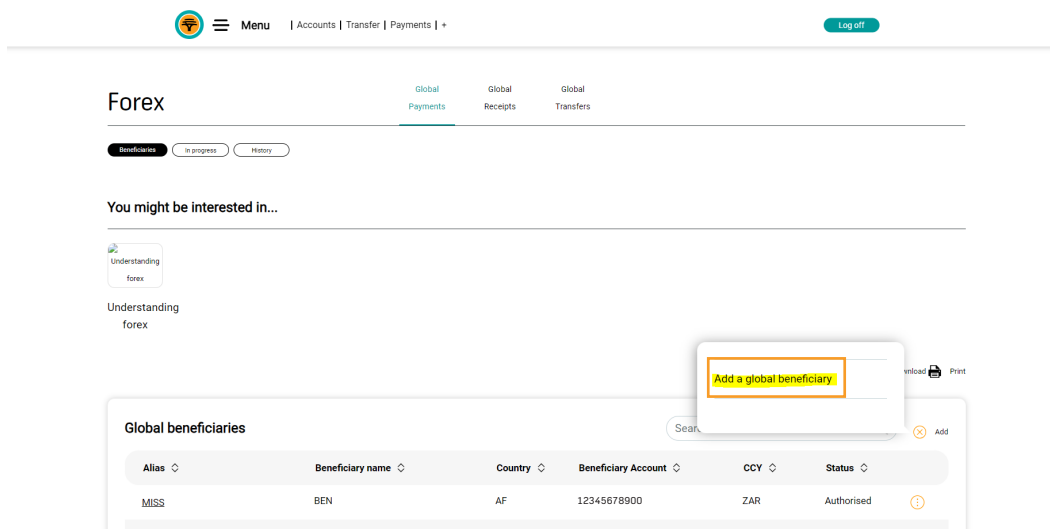 Menu | Accounts | Transfer | Payments | +
Log off
Forex
Global Payments
Global Receipts
Global Transfers
Beneficiaries
In progress
History
You might be interested in...
Understanding
forex
Understanding
forex
Add a global beneficiary
Print
Global beneficiaries
Add
Alias Beneficiary name Country Beneficiary Account CCY Status
MISS BEN AF 12345678900 ZAR Authorised